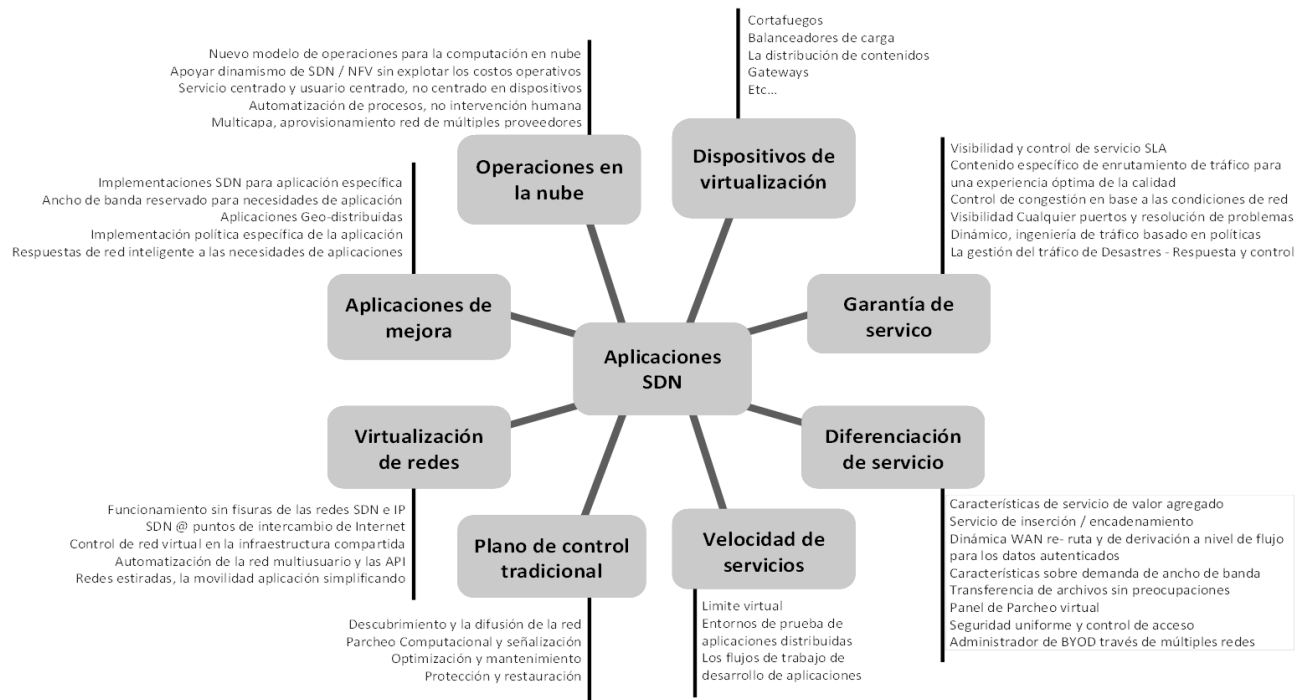 Nuevo modelo de operaciones para la computación en nube
Apoyar dinamismo de SDN / NFV sin explotar los costos operativos
Servicio centrado y usuario centrado, no centrado en dispositivos
Automatización de procesos, no intervención humana
Multicapa, aprovisionamiento red de múltiples proveedores
Operaciones en
la nube
Cortafuegos
Balanceadores de carga
La distribución de contenidos
Gateways
Etc...
Dispositivos de
virtualización
Implementaciones SDN para aplicación específica
Ancho de banda reservado para necesidades de aplicación
Aplicaciones Geo-distribuidas
Implementación política específica de la aplicación
Respuestas de red inteligente a las necesidades de aplicaciones
Aplicaciones de
mejora
Visibilidad y control de servicio SLA
Contenido específico de enrutamiento de tráfico para
una experiencia óptima de la calidad
Control de congestión en base a las condiciones de red
Visibilidad Cualquier puertos y resolución de problemas
Dinámico, ingeniería de tráfico basado en políticas
La gestión del tráfico de Desastres - Respuesta y control
Garantía de
servico
Aplicaciones
SDN
Virtualización
de redes
Funcionamiento sin fisuras de las redes SDN e IP
SDN @ puntos de intercambio de Internet
Control de red virtual en la infraestructura compartida
Automatización de la red multiusuario y las API
Redes estiradas, la movilidad aplicación simplificando
Diferenciación
de servicio
Características de servicio de valor agregado
Servicio de inserción / encadenamiento
Dinámica WAN re- ruta y de derivación a nivel de flujo
para los datos autenticados
Características sobre demanda de ancho de banda
Transferencia de archivos sin preocupaciones
Panel de Parcheo virtual
Seguridad uniforme y control de acceso
Administrador de BYOD través de múltiples redes
Plano de control
tradicional
Descubrimiento y la difusión de la red
Parcheo Computacional y señalización
Optimización y mantenimiento
Protección y restauración
Velocidad de
servicios
Limite virtual
Entornos de prueba de
aplicaciones distribuidas
Los flujos de trabajo de
desarrollo de aplicaciones